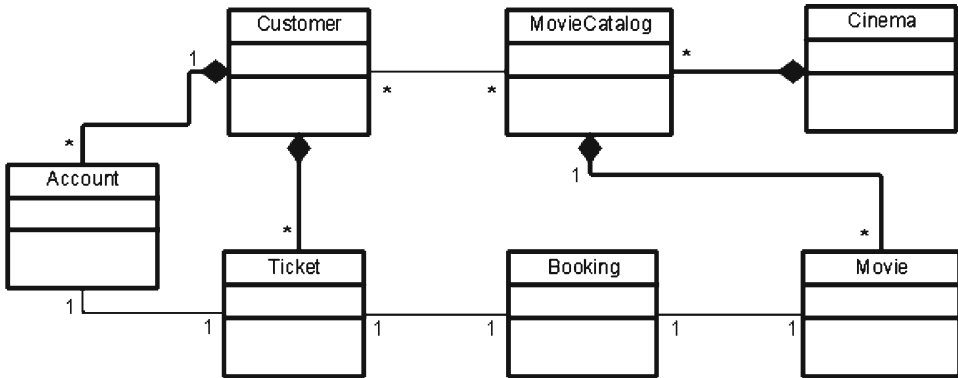 Customer
MovieCatalog
Cinema
1
*
*
*
*
1
*
Account
*
*
Ticket
Booking
Movie
1
1
1
1
1
1